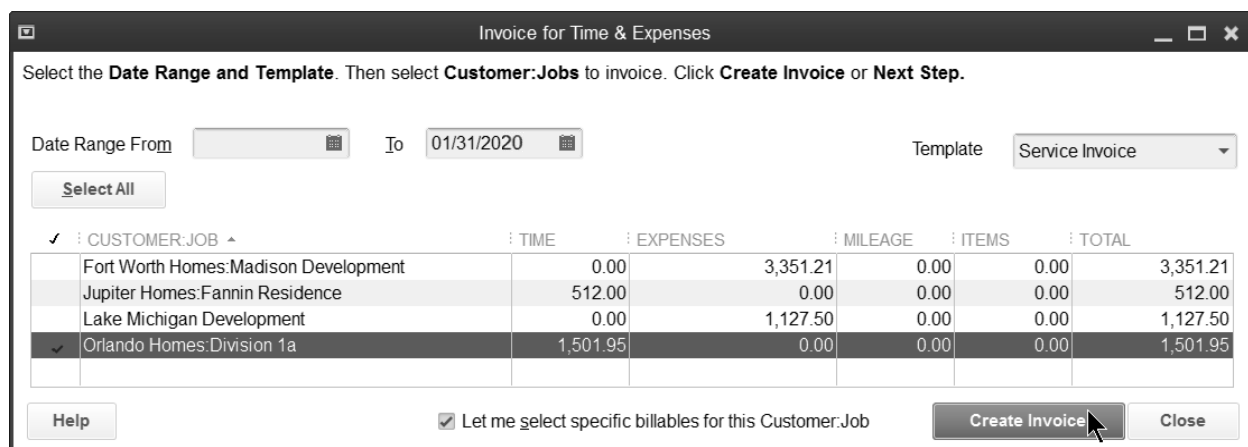 Invoice for Time & Expenses
Select the Date Range and Template. Then select Customer:Jobs to invoice. Click Create Invoice or Next Step.
Date Range From To 01/31/2020 Template Service Invoice
Select All
✓ CUSTOMER:JOB TIME EXPENSES MILEAGE ITEMS TOTAL
Fort Worth Homes:Madison Development 0.00 3,351.21 0.00 0.00 3,351.21
Jupiter Homes:Fannin Residence 512.00 0.00 0.00 0.00 512.00
Lake Michigan Development 0.00 1,127.50 0.00 0.00 1,127.50
✓ Orlando Homes:Division 1a 1,501.95 0.00 0.00 0.00 1,501.95
Help Let me select specific billables for this Customer:Job Create Invoice Close